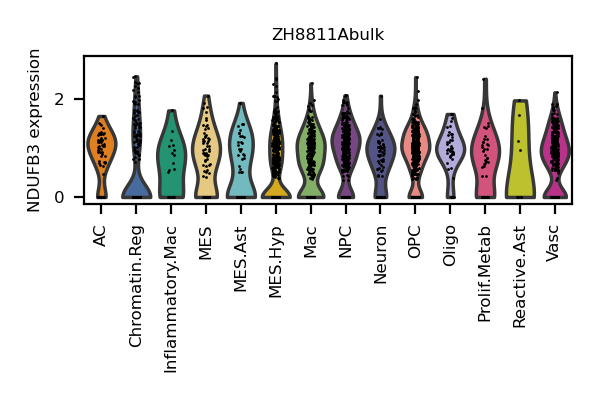 ZH8811Abulk
NDUFB3 expression
2
0
AC
Chromatin.Reg
Inflammatory.Mac
MES
MES.Ast
MES.Hyp
Mac
NPC
Neuron
OPC
Oligo
Prolif.Metab
Reactive.Ast
Vasc